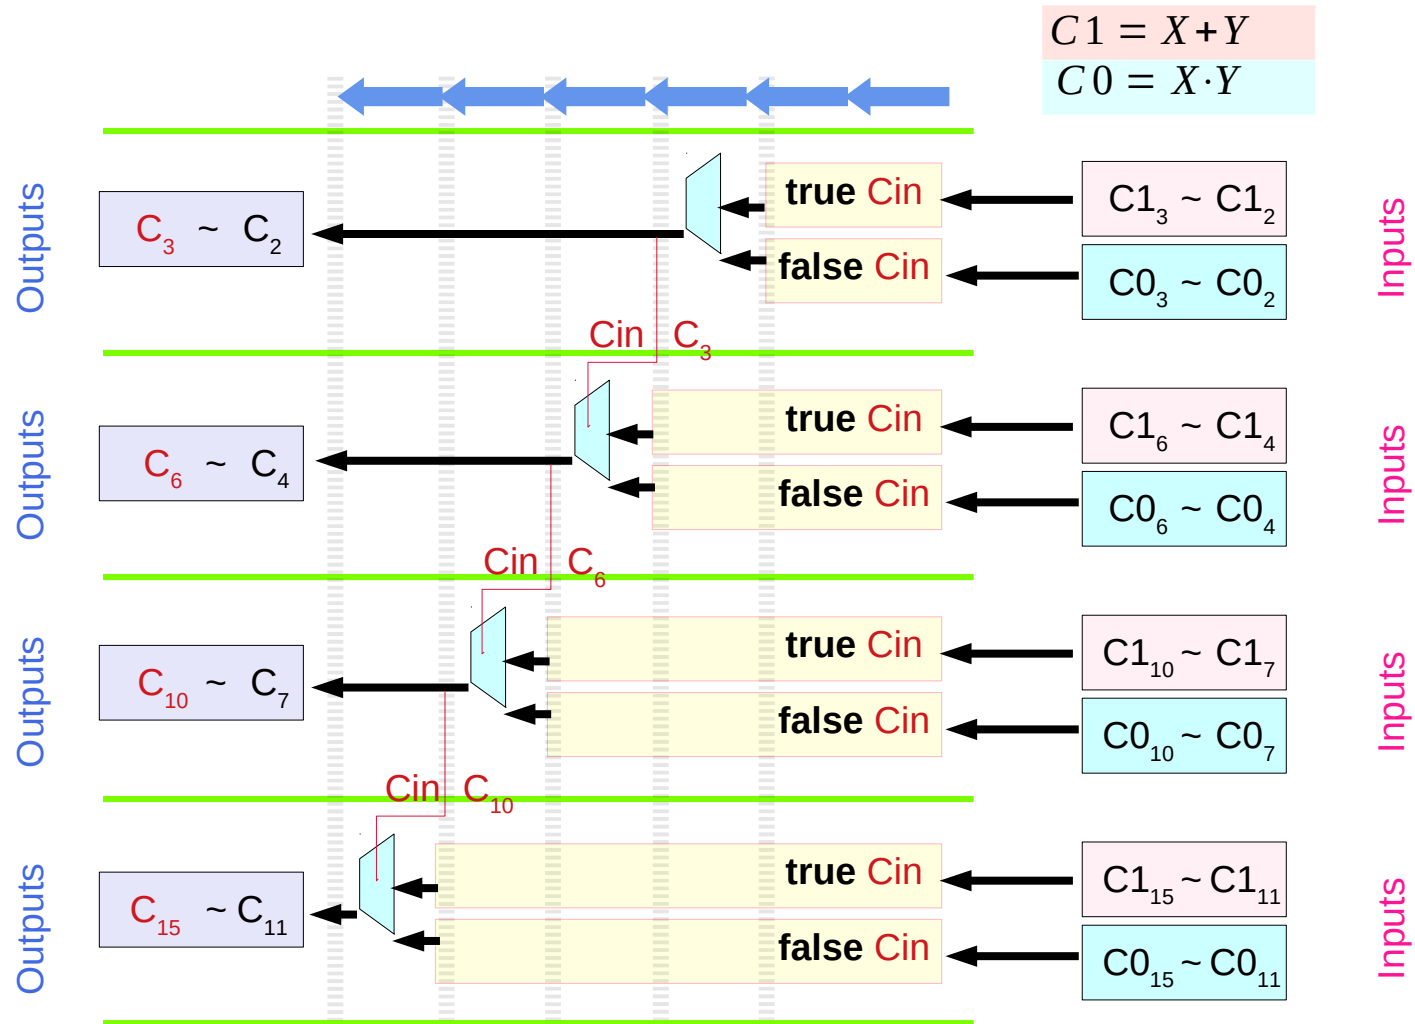 C1 = X+Y
C0 = X·Y
Outputs
C3 ~ C2
true Cin
false Cin
C13 ~ C12
C03 ~ C02
Inputs
Cin C3
Outputs
C6 ~ C4
true Cin
false Cin
C16 ~ C14
C06 ~ C04
Inputs
Cin C6
Outputs
C10 ~ C7
true Cin
false Cin
C110 ~ C17
C010 ~ C07
Inputs
Cin C10
Outputs
C15 ~ C11
true Cin
false Cin
C115 ~ C111
C015 ~ C011
Inputs